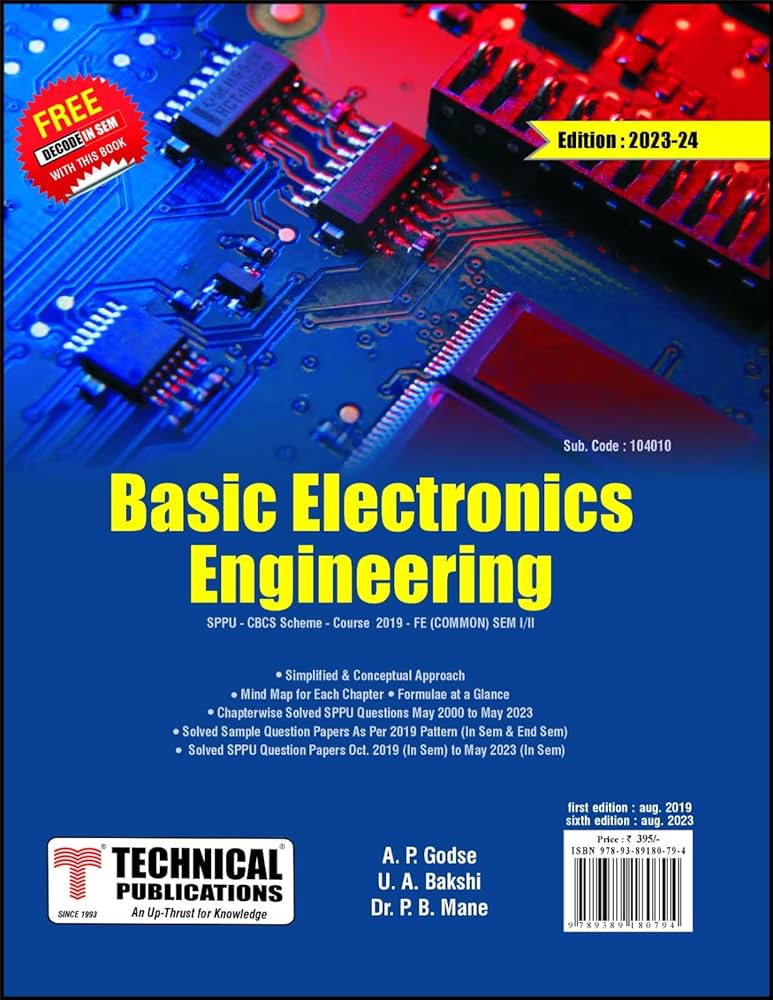 FREE
DECODE IN SEM
WITH THIS BOOK
Edition : 2023-24
Sub. Code : 104010
Basic Electronics
Engineering
SPPU - CBCS Scheme - Course 2019 - FE (COMMON) SEM I/II
• Simplified & Conceptual Approach
• Mind Map for Each Chapter • Formulae at a Glance
• Chapterwise Solved SPPU Questions May 2000 to May 2023
• Solved Sample Question Papers As Per 2019 Pattern (In Sem & End Sem)
• Solved SPPU Question Papers Oct. 2019 (In Sem) to May 2023 (In Sem)
first edition : aug. 2019
sixth edition : aug. 2023
Price : ₹ 395/-
ISBN 978-93-89180-79-4
9 789389 180794
®
TECHNICAL®
PUBLICATIONS
SINCE 1993
An Up-Thrust for Knowledge
A. P. Godse
U. A. Bakshi
Dr. P. B. Mane